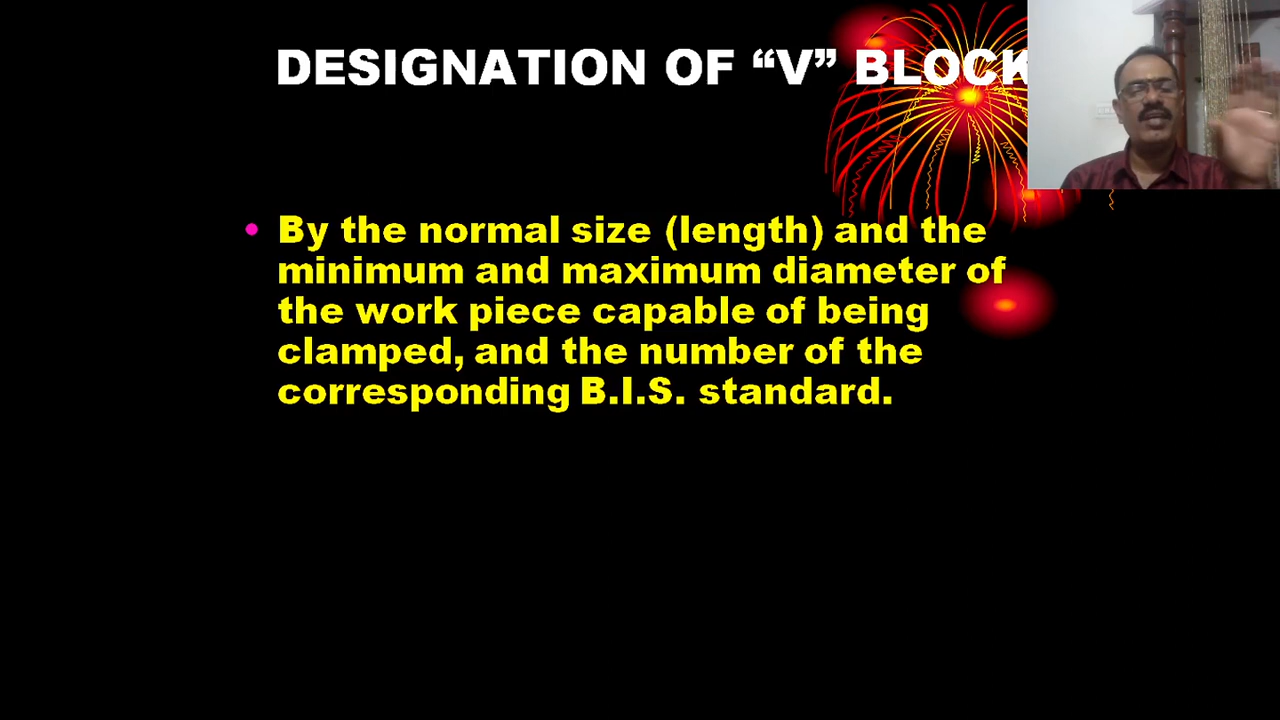 DESIGNATION OF “V” BLOCK
• By the normal size (length) and the
minimum and maximum diameter of
the work piece capable of being
clamped, and the number of the
corresponding B.I.S. standard.